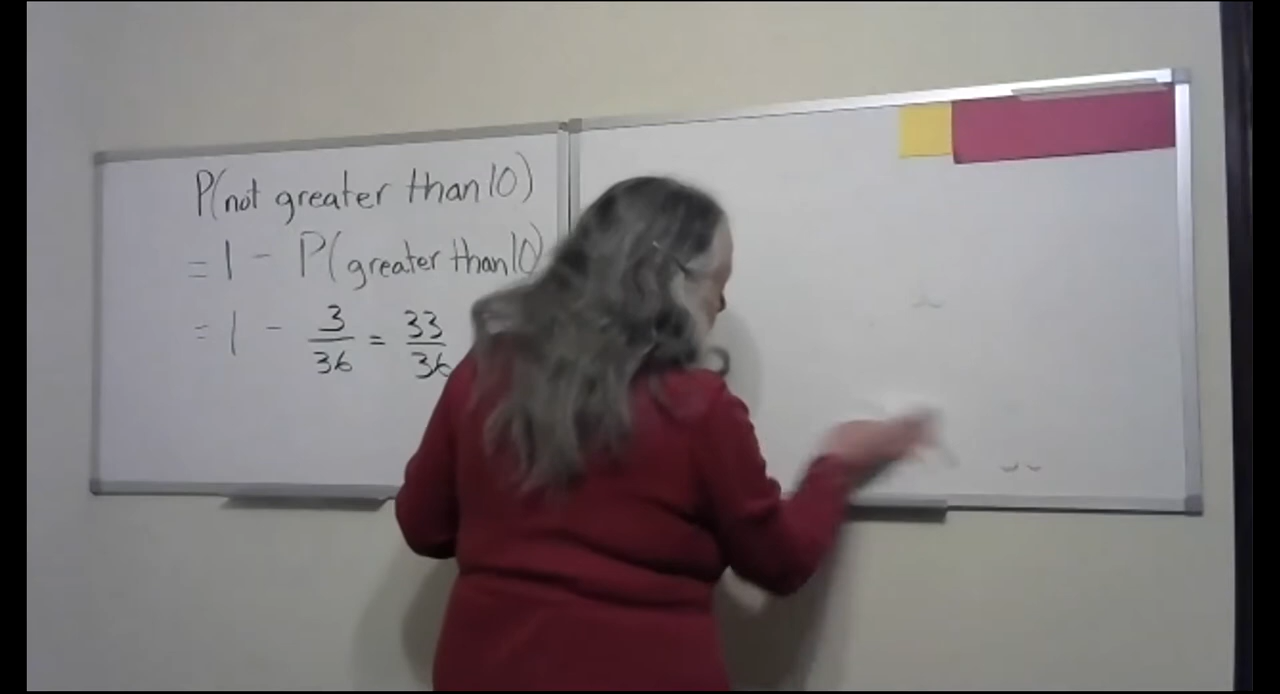 P(not greater than 10)
= 1 - P(greater than 10)
= 1 - 3/36 = 33/36